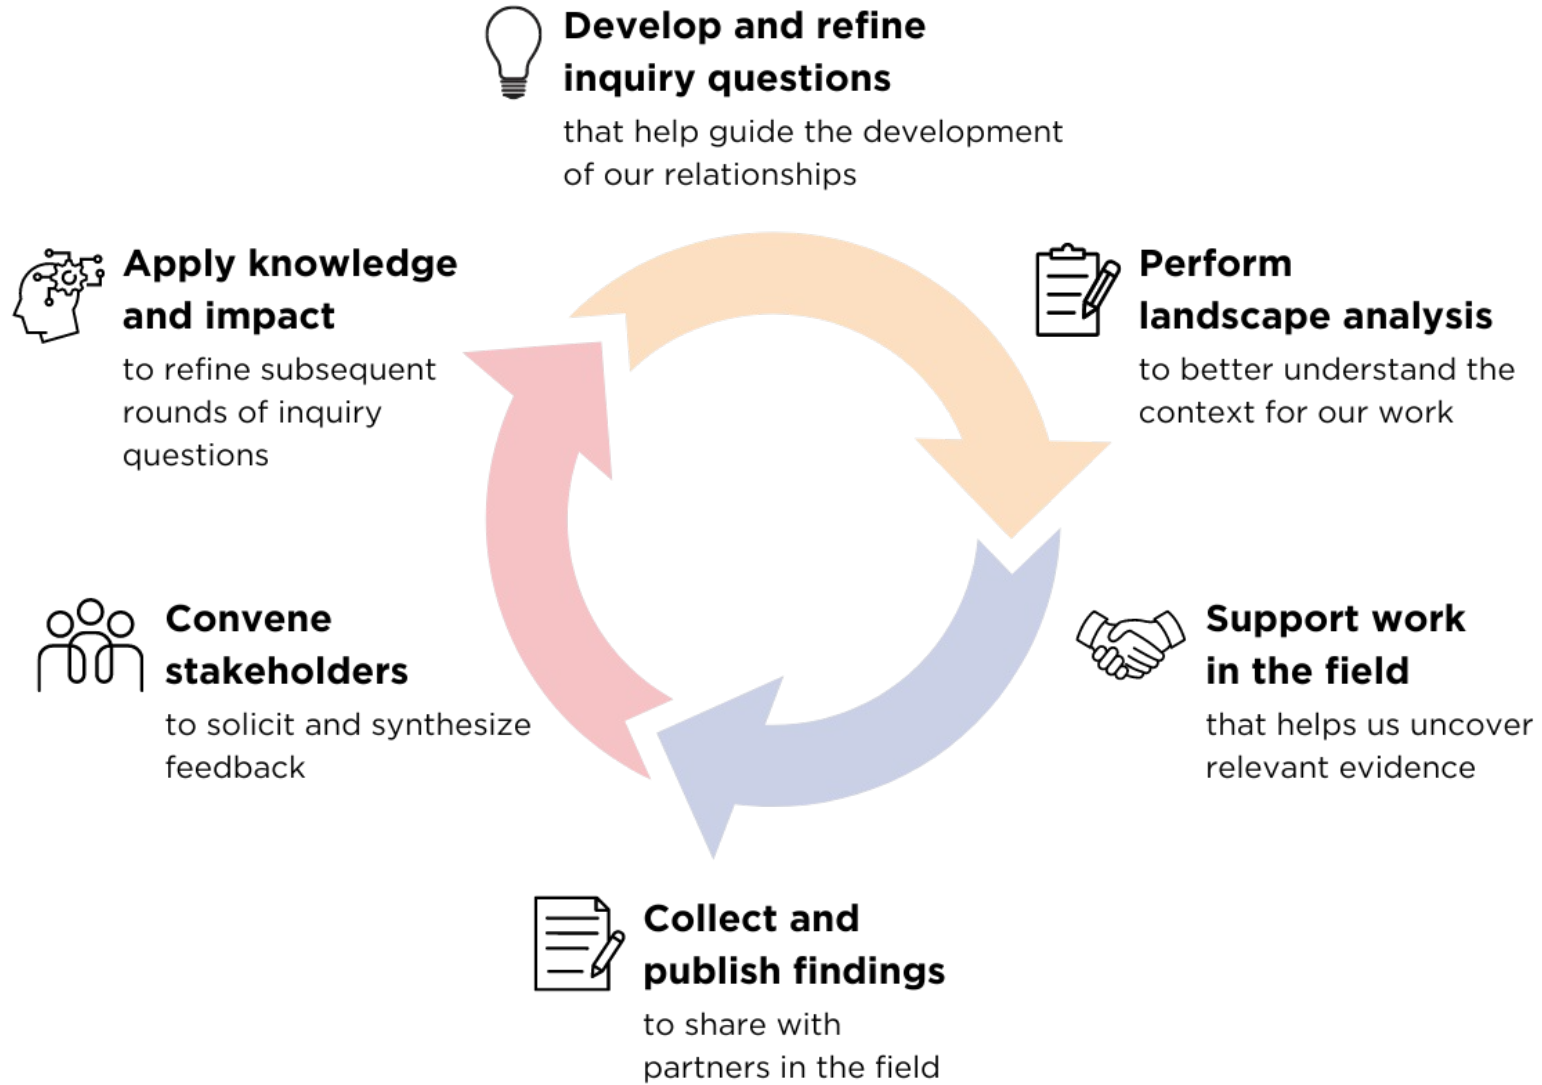 Develop and refine
inquiry questions
that help guide the development
of our relationships
Perform
landscape analysis
to better understand the
context for our work
Support work
in the field
that helps us uncover
relevant evidence
Collect and
publish findings
to share with
partners in the field
Convene
stakeholders
to solicit and synthesize
feedback
Apply knowledge
and impact
to refine subsequent
rounds of inquiry
questions